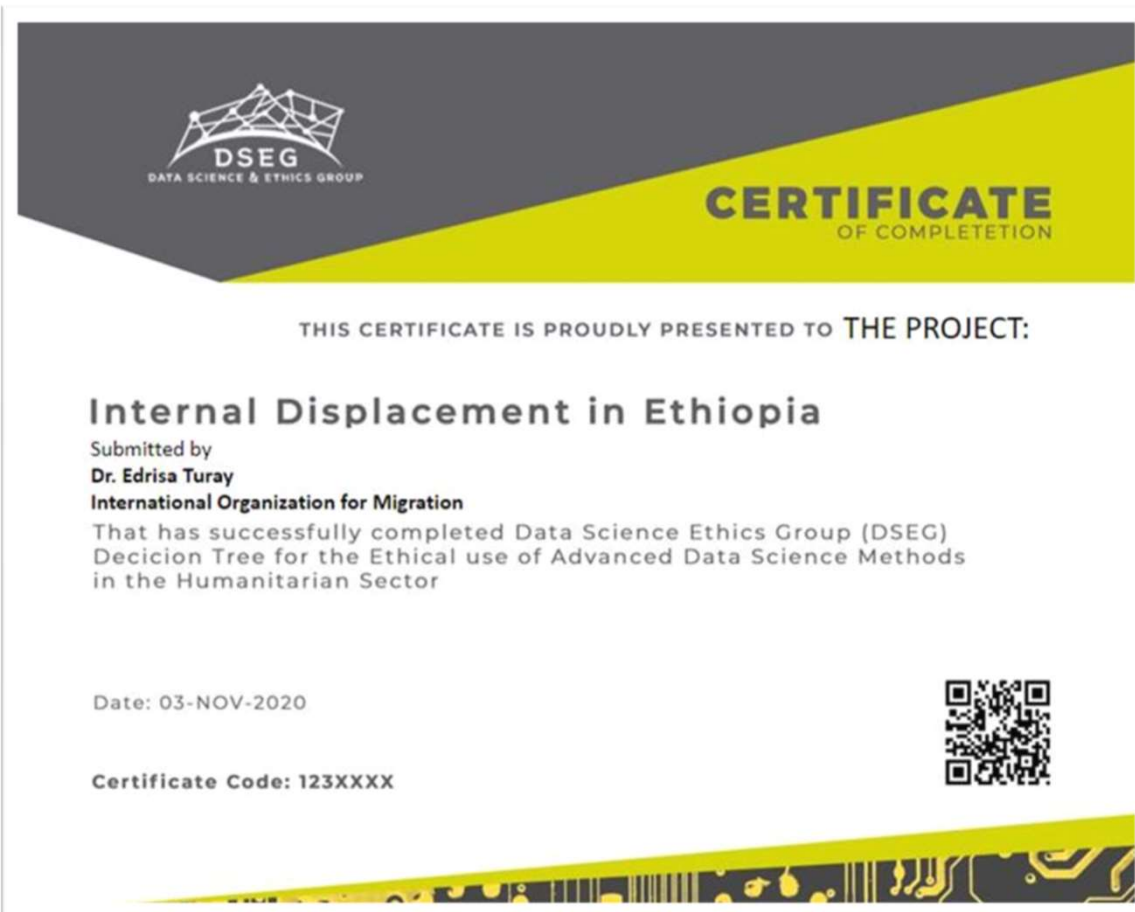 DSEG
DATA SCIENCE & ETHICS GROUP
CERTIFICATE
OF COMPLETETION
THIS CERTIFICATE IS PROUDLY PRESENTED TO THE PROJECT:
Internal Displacement in Ethiopia
Submitted by
Dr. Edrisa Turay
International Organization for Migration
That has successfully completed Data Science Ethics Group (DSEG)
Decicion Tree for the Ethical use of Advanced Data Science Methods
in the Humanitarian Sector
Date: 03-NOV-2020
Certificate Code: 123XXXX